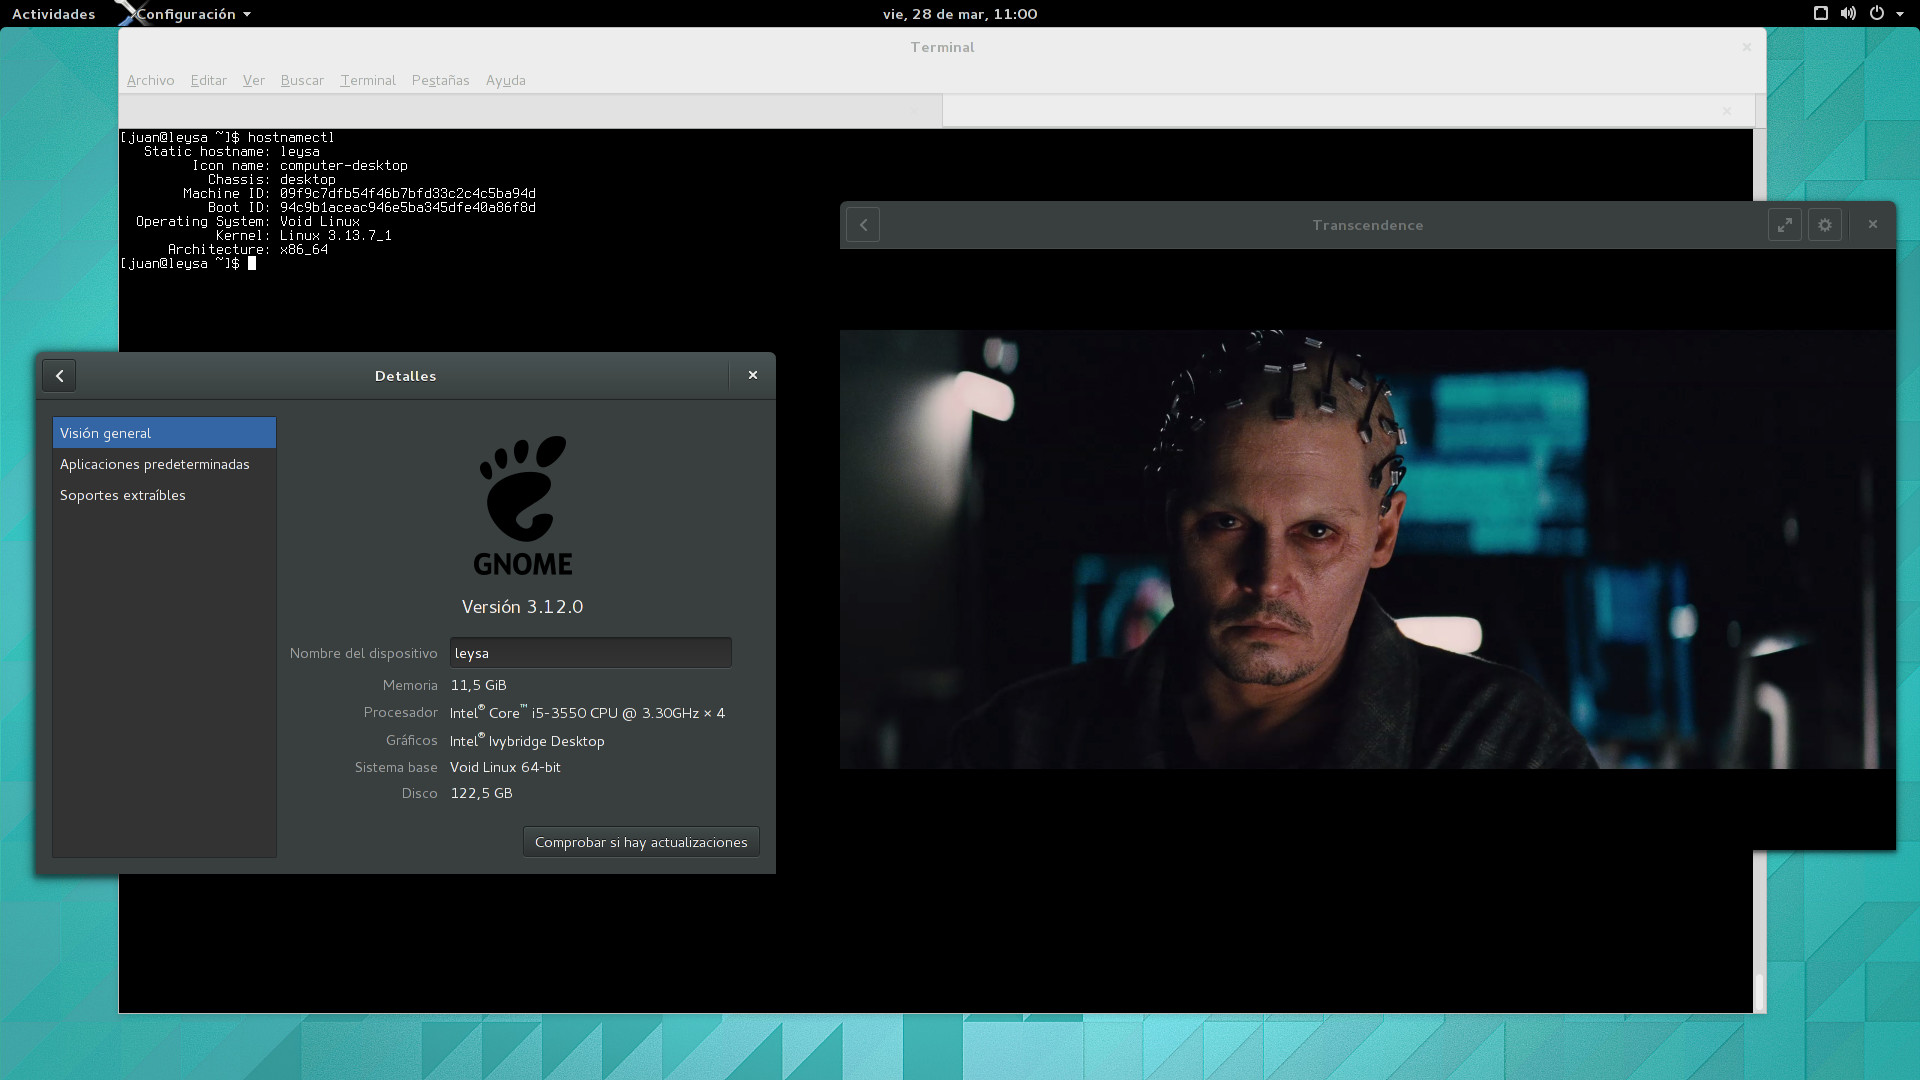 Actividades
Configuración
vie, 28 de mar, 11:00
Terminal
Archivo Editar Ver Buscar Terminal Pestañas Ayuda
[juan@leysa ~]$ hostnamectl
Static hostname: leysa
Icon name: computer-desktop
Chassis: desktop
Machine ID: 09f9c7dfb54f46b7bfd33c2c4c5ba94d
Boot ID: 94c9b1aceac946e5ba345dfe40a86f8d
Operating System: Void Linux
Kernel: Linux 3.13.7_1
Architecture: x86_64
[juan@leysa ~]$
Transcendence
Detalles
Visión general
Aplicaciones predeterminadas
Soportes extraíbles
GNOME
Versión 3.12.0
Nombre del dispositivo leysa
Memoria 11,5 GiB
Procesador Intel® Core™ i5-3550 CPU @ 3.30GHz × 4
Gráficos Intel® Ivybridge Desktop
Sistema base Void Linux 64-bit
Disco 122,5 GB
Comprobar si hay actualizaciones